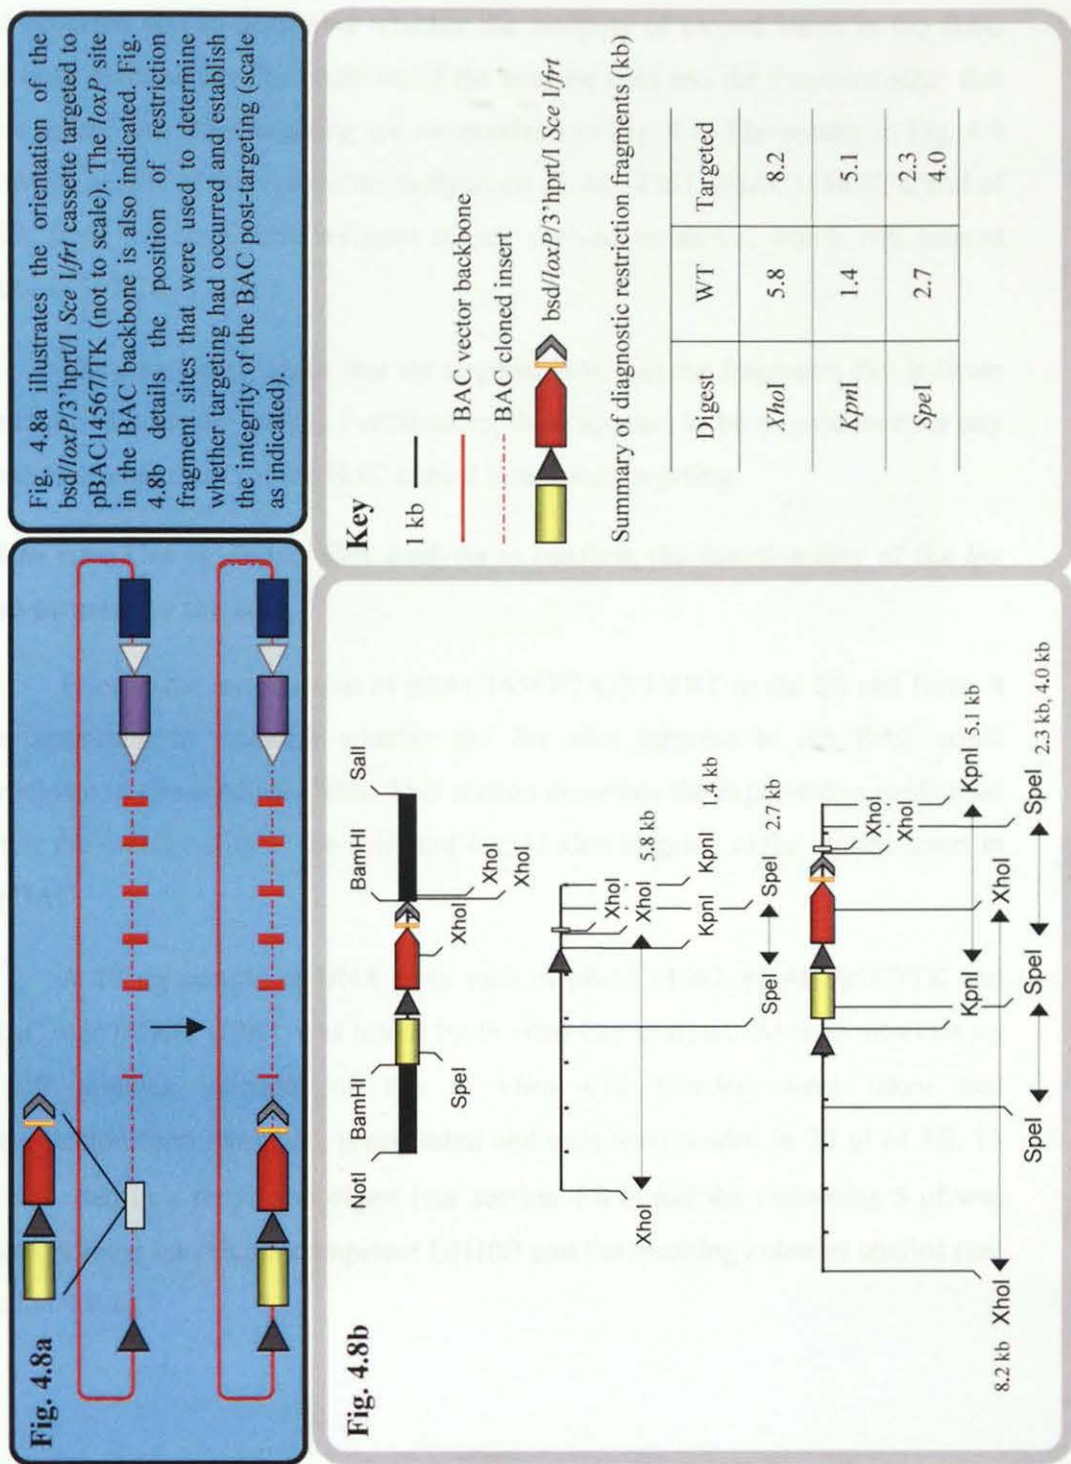 Fig. 4.8a
Fig. 4.8a illustrates the orientation of the
bsd/loxP/3'hprt/I Sce I/frt cassette targeted to
pBAC14567/TK (not to scale). The loxP site
in the BAC backbone is also indicated. Fig.
4.8b details the position of restriction
fragment sites that were used to determine
whether targeting had occurred and establish
the integrity of the BAC post-targeting (scale
as indicated).
Fig. 4.8b
NotI BamHI BamHI SalI
SpeI XhoI XhoI
XhoI
XhoI
XhoI
XhoI 5.8 kb
KpnI KpnI 1.4 kb
SpeI SpeI 2.7 kb
XhoI
XhoI
KpnI KpnI 5.1 kb
8.2 kb XhoI XhoI
SpeI SpeI SpeI
2.3 kb, 4.0 kb
Key
1 kb
BAC vector backbone
BAC cloned insert
bsd/loxP/3'hprt/I Sce I/frt
Summary of diagnostic restriction fragments (kb)
Digest WT Targeted
XhoI 5.8 8.2
KpnI 1.4 5.1
SpeI 2.7 2.3
4.0